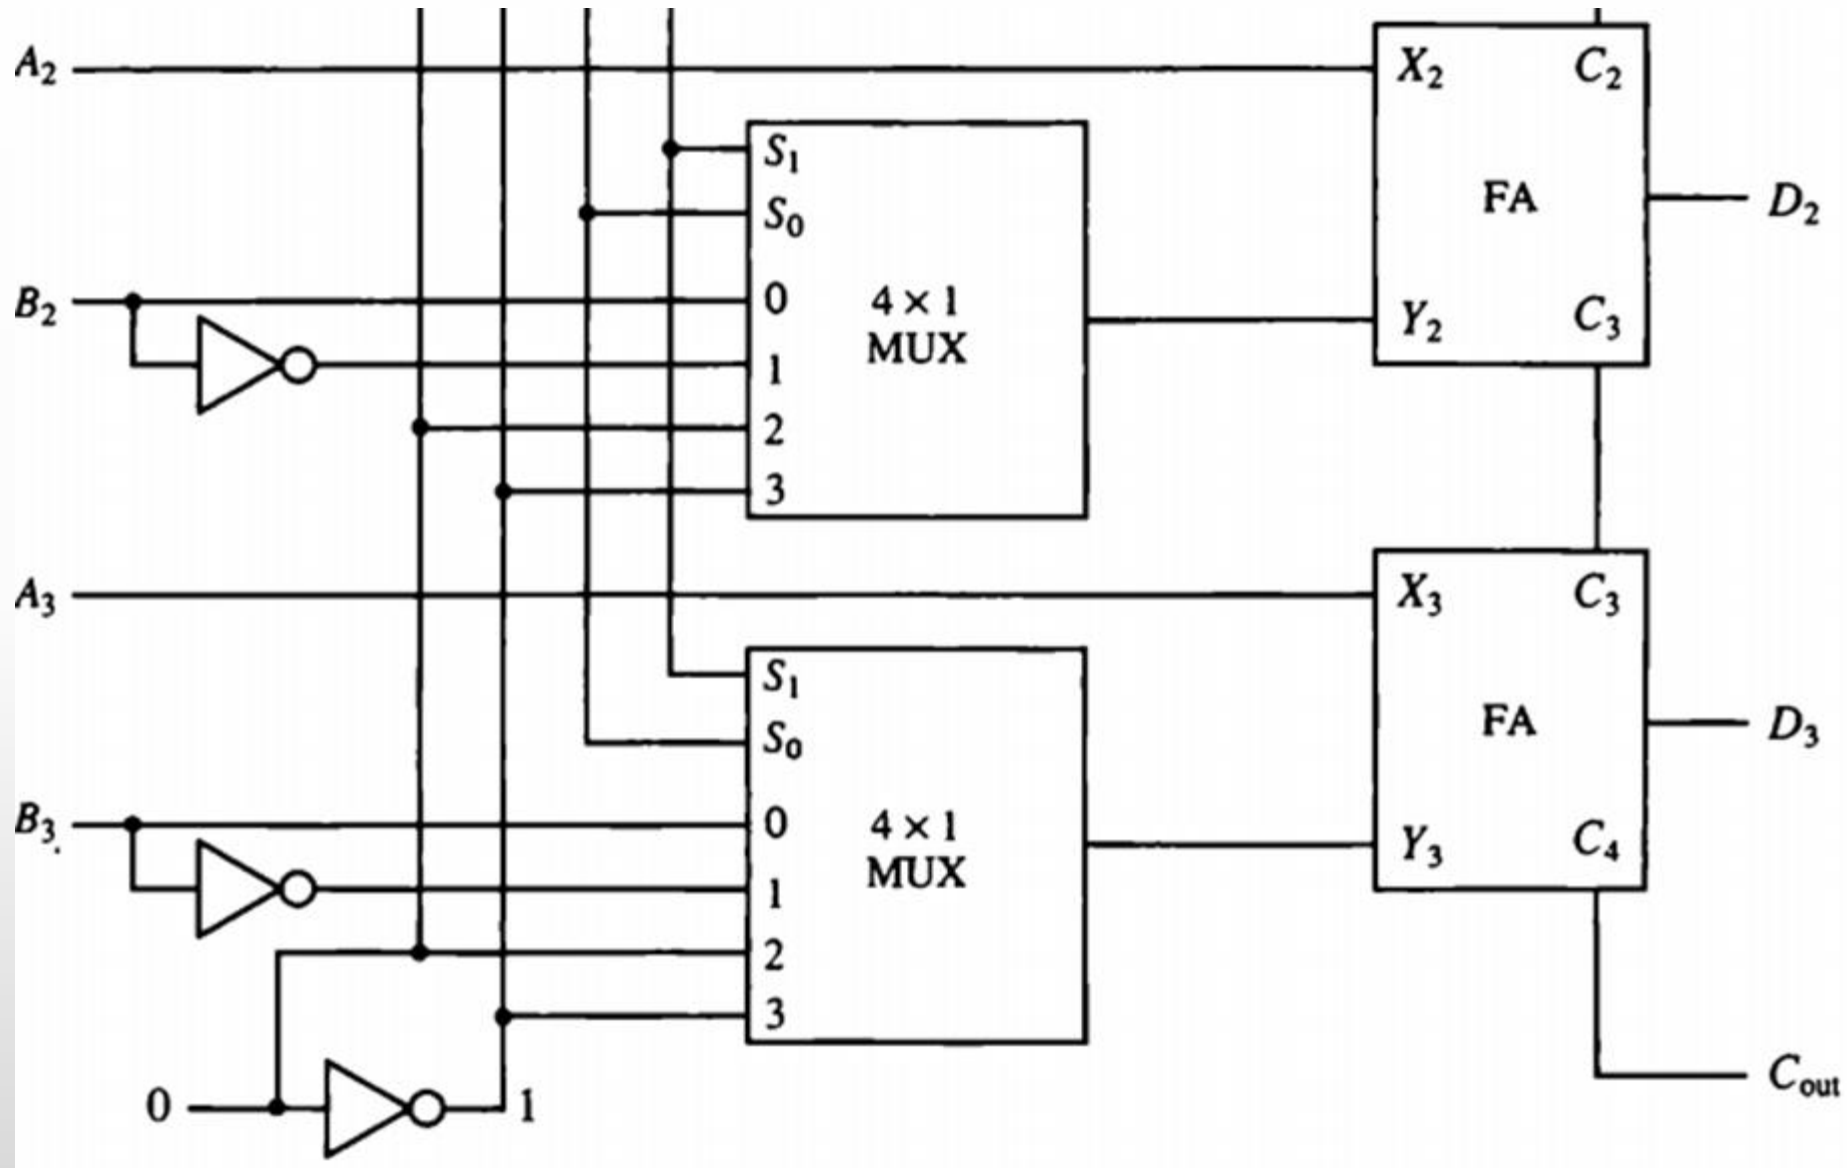 A₂
X₂ C₂
S₁
S₀
FA
D₂
B₂
0
4 × 1
MUX
Y₂ C₃
1
2
3
A₃
X₃ C₃
S₁
S₀
FA
D₃
B₃.
0
4 × 1
MUX
Y₃ C₄
1
2
3
0
1
Cout